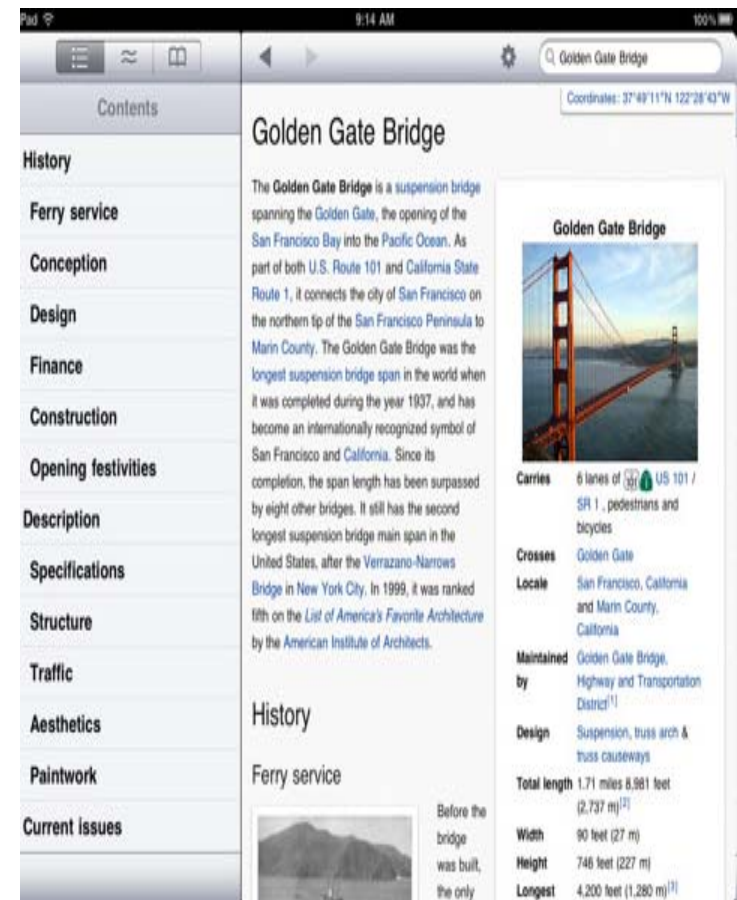 Pad 9:14 AM 100%
Golden Gate Bridge
Contents
History
Ferry service
Conception
Design
Finance
Construction
Opening festivities
Description
Specifications
Structure
Traffic
Aesthetics
Paintwork
Current issues
Coordinates: 37°49'11"N 122°28'43"W
Golden Gate Bridge
The Golden Gate Bridge is a suspension bridge
spanning the Golden Gate, the opening of the
San Francisco Bay into the Pacific Ocean. As
part of both U.S. Route 101 and California State
Route 1, it connects the city of San Francisco on
the northern tip of the San Francisco Peninsula to
Marin County. The Golden Gate Bridge was the
longest suspension bridge span in the world when
it was completed during the year 1937, and has
become an internationally recognized symbol of
San Francisco and California. Since its
completion, the span length has been surpassed
by eight other bridges. It still has the second
longest suspension bridge main span in the
United States, after the Verrazano-Narrows
Bridge in New York City. In 1999, it was ranked
fifth on the List of America's Favorite Architecture
by the American Institute of Architects.
History
Ferry service
Before the
bridge
was built,
the only
Golden Gate Bridge
Carries 6 lanes of US 101 /
SR 1 , pedestrians and
bicycles
Crosses Golden Gate
Locale San Francisco, California
and Marin County,
California
Maintained Golden Gate Bridge,
by Highway and Transportation
District[1]
Design Suspension, truss arch &
truss causeways
Total length 1.71 miles 8,981 feet
(2,737 m)[2]
Width 90 feet (27 m)
Height 746 feet (227 m)
Longest 4,200 feet (1,280 m)[3]